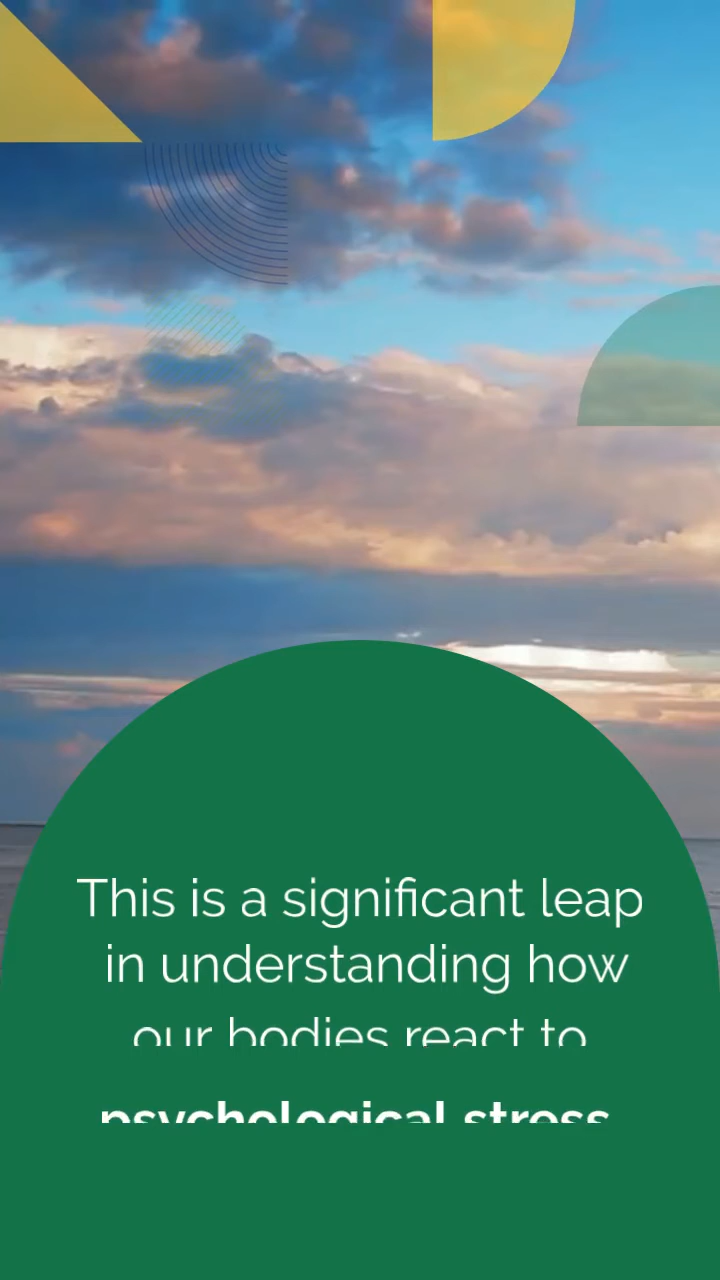 This is a significant leap
in understanding how
our bodies react to
psychological stress